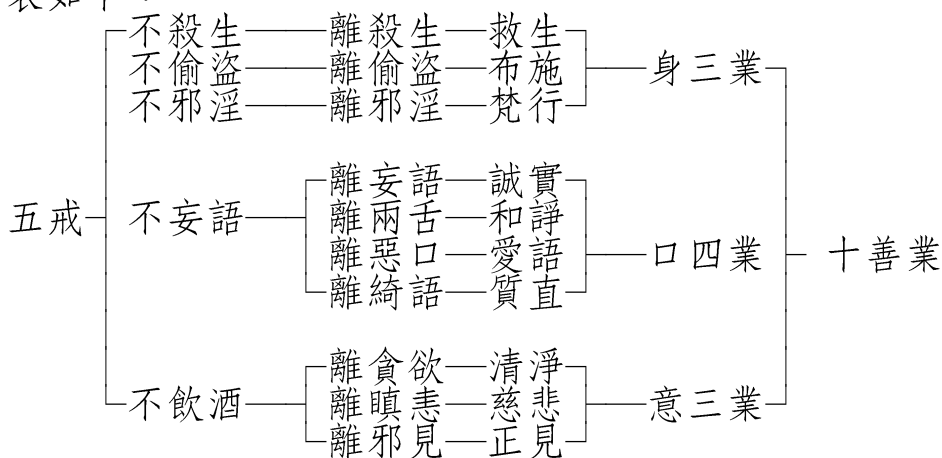 表如下：
不殺生 離殺生 救生
不偷盜 離偷盜 布施 身三業
不邪淫 離邪淫 梵行
離妄語 誠實
五戒 不妄語 離兩舌 和諍
離惡口 愛語 口四業 十善業
離綺語 質直
離貪欲 清淨
不飲酒 離瞋恚 慈悲 意三業
離邪見 正見